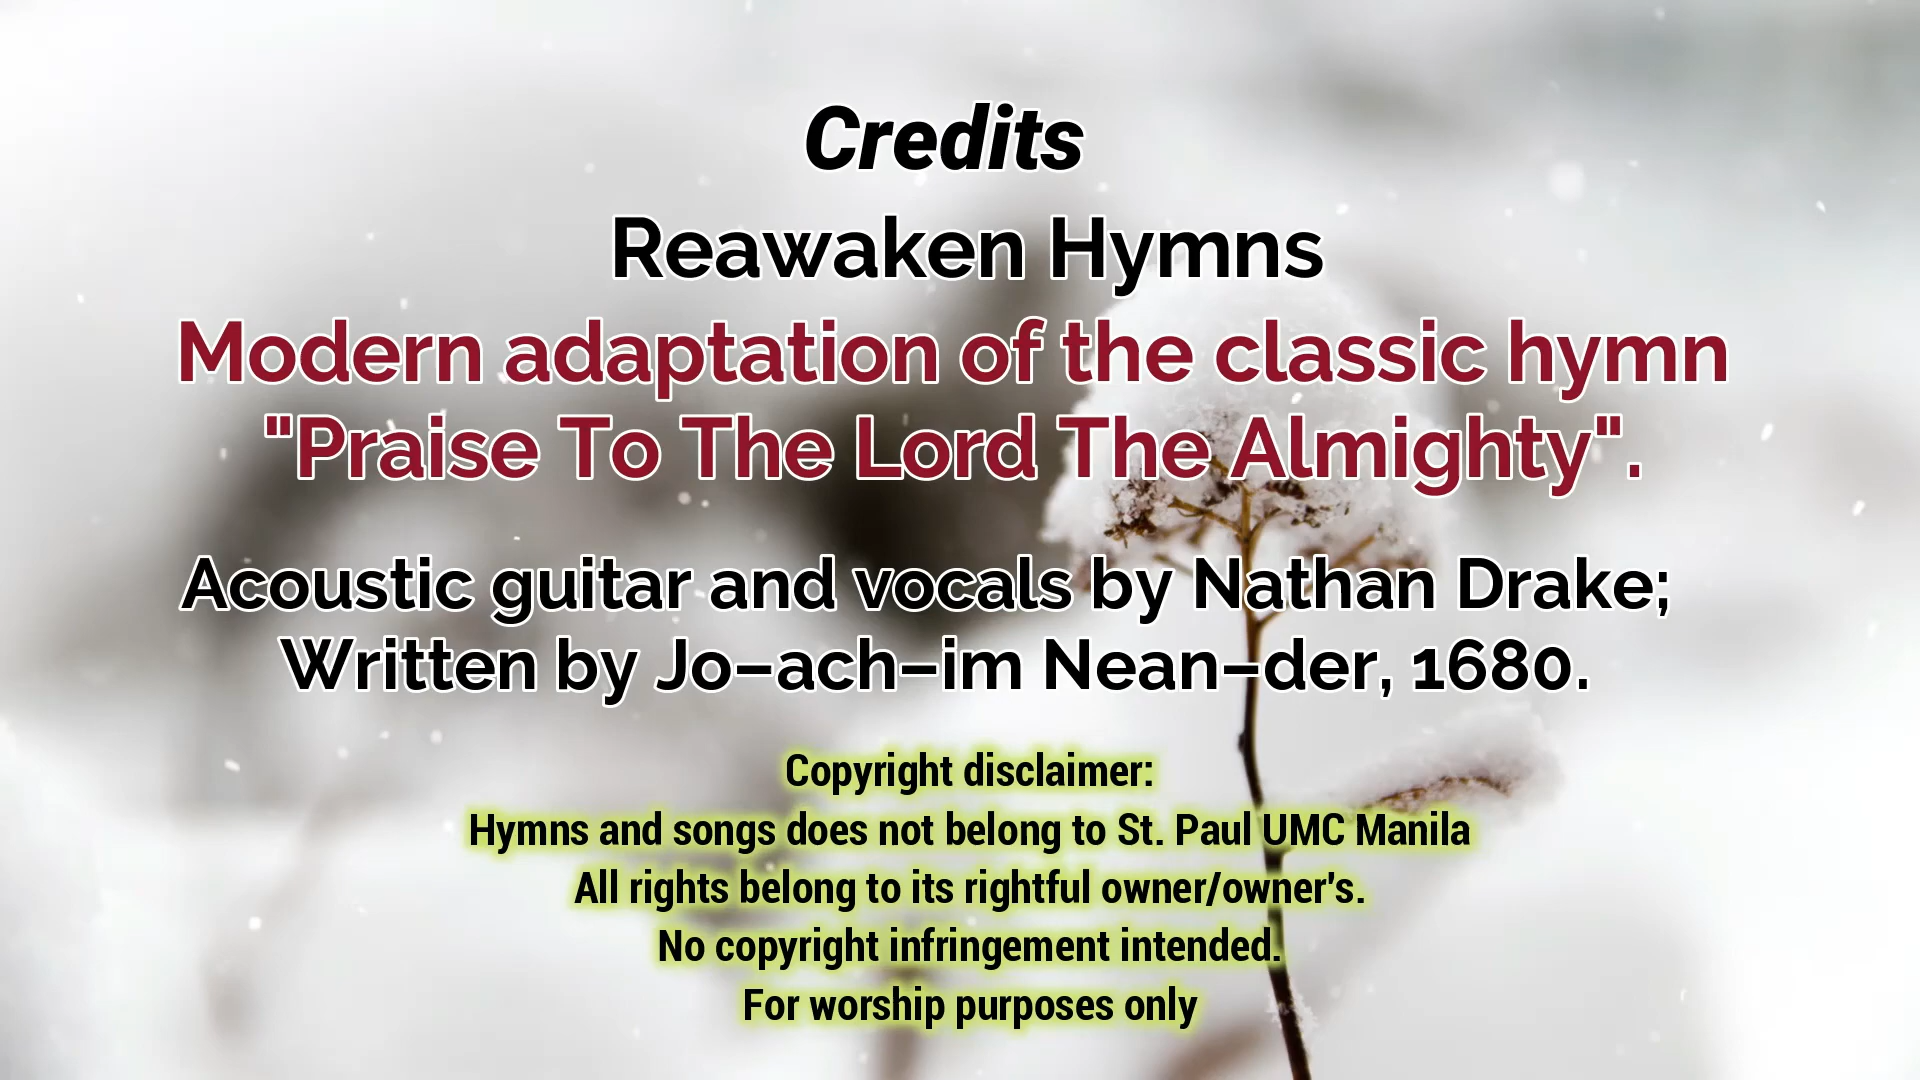 Credits
Reawaken Hymns
Modern adaptation of the classic hymn
"Praise To The Lord The Almighty".
Acoustic guitar and vocals by Nathan Drake;
Written by Jo–ach–im Nean–der, 1680.
Copyright disclaimer:
Hymns and songs does not belong to St. Paul UMC Manila
All rights belong to its rightful owner/owner's.
No copyright infringement intended.
For worship purposes only